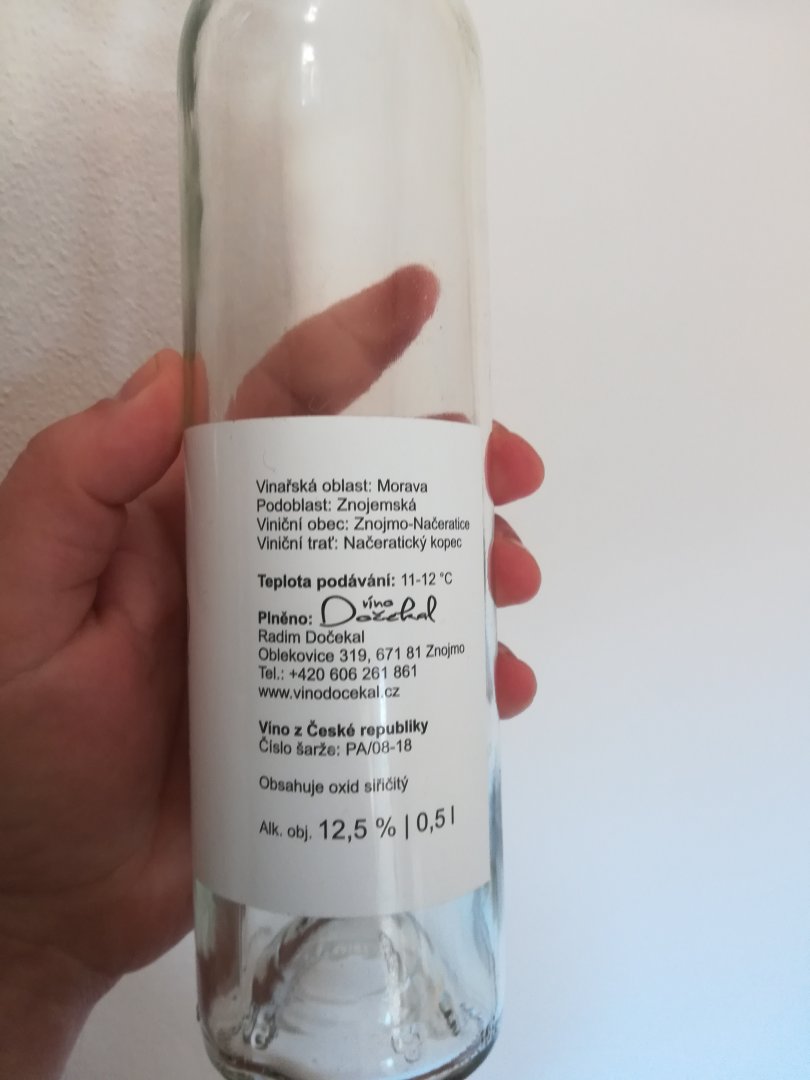 Vinařská oblast: Morava
Podoblast: Znojemská
Viniční obec: Znojmo-Načeratice
Viniční trať: Načeratický kopec
Teplota podávání: 11-12 °C
Plněno: víno Dočekal
Radim Dočekal
Oblekovice 319, 671 81 Znojmo
Tel.: +420 606 261 861
www.vinodocekal.cz
Víno z České republiky
Číslo šarže: PA/08-18
Obsahuje oxid siřičitý
Alk. obj. 12,5 % | 0,5 l